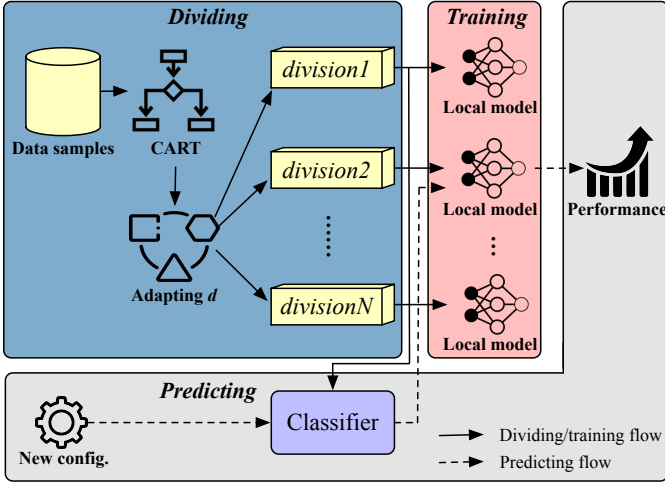 Dividing
Training
division1
Local model
Data samples
CART
division2
Local model
Performance
......
...
Adapting d
divisionN
Local model
Predicting
Classifier
New config.
Dividing/training flow
Predicting flow